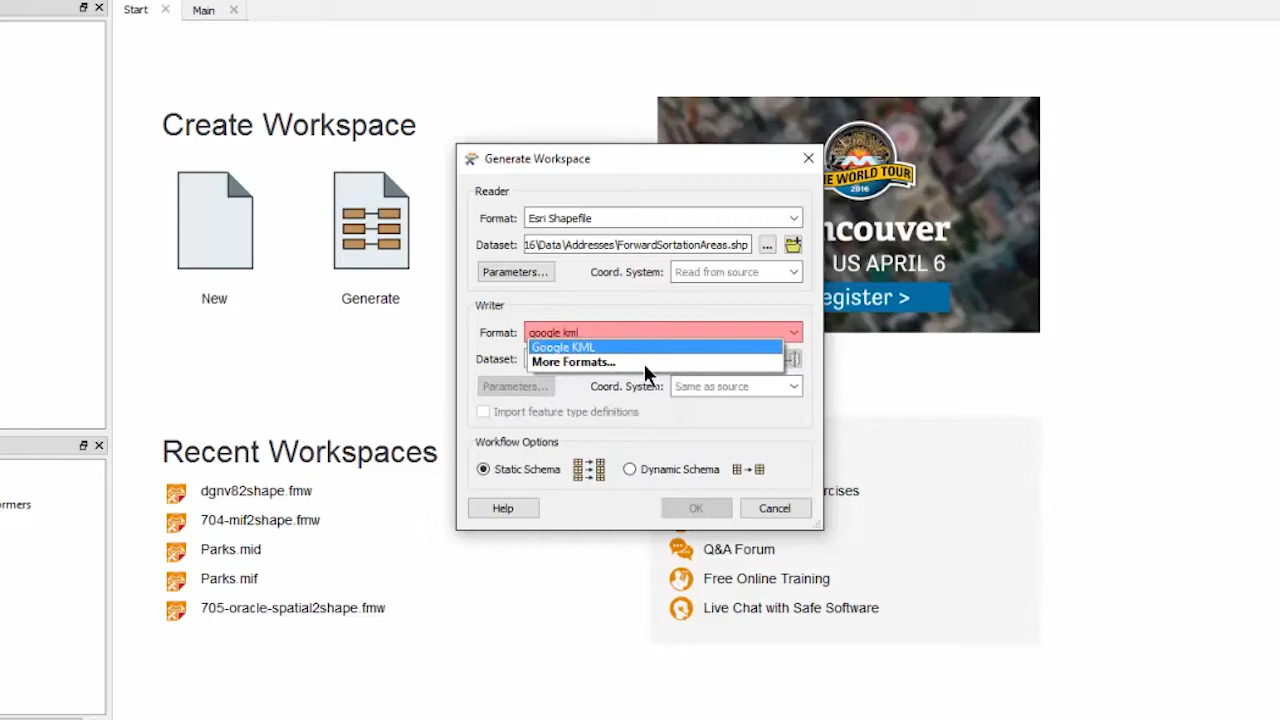 Start
Main
Create Workspace
New
Generate
E WORLD TOUR
2016
ncouver
US APRIL 6
egister >
Generate Workspace
Reader
Format: Esri Shapefile
Dataset: 16\Data\Addresses\ForwardSortationAreas.shp ...
Parameters... Coord. System: Read from source
Writer
Format: google kml
Google KML
Dataset: More Formats...
Parameters... Coord. System: Same as source
Import feature type definitions
Workflow Options
Static Schema Dynamic Schema
Help OK Cancel
Recent Workspaces
dgnv82shape.fmw
704-mif2shape.fmw
Parks.mid
Parks.mif
705-oracle-spatial2shape.fmw
ormers
rcises
Q&A Forum
Free Online Training
Live Chat with Safe Software